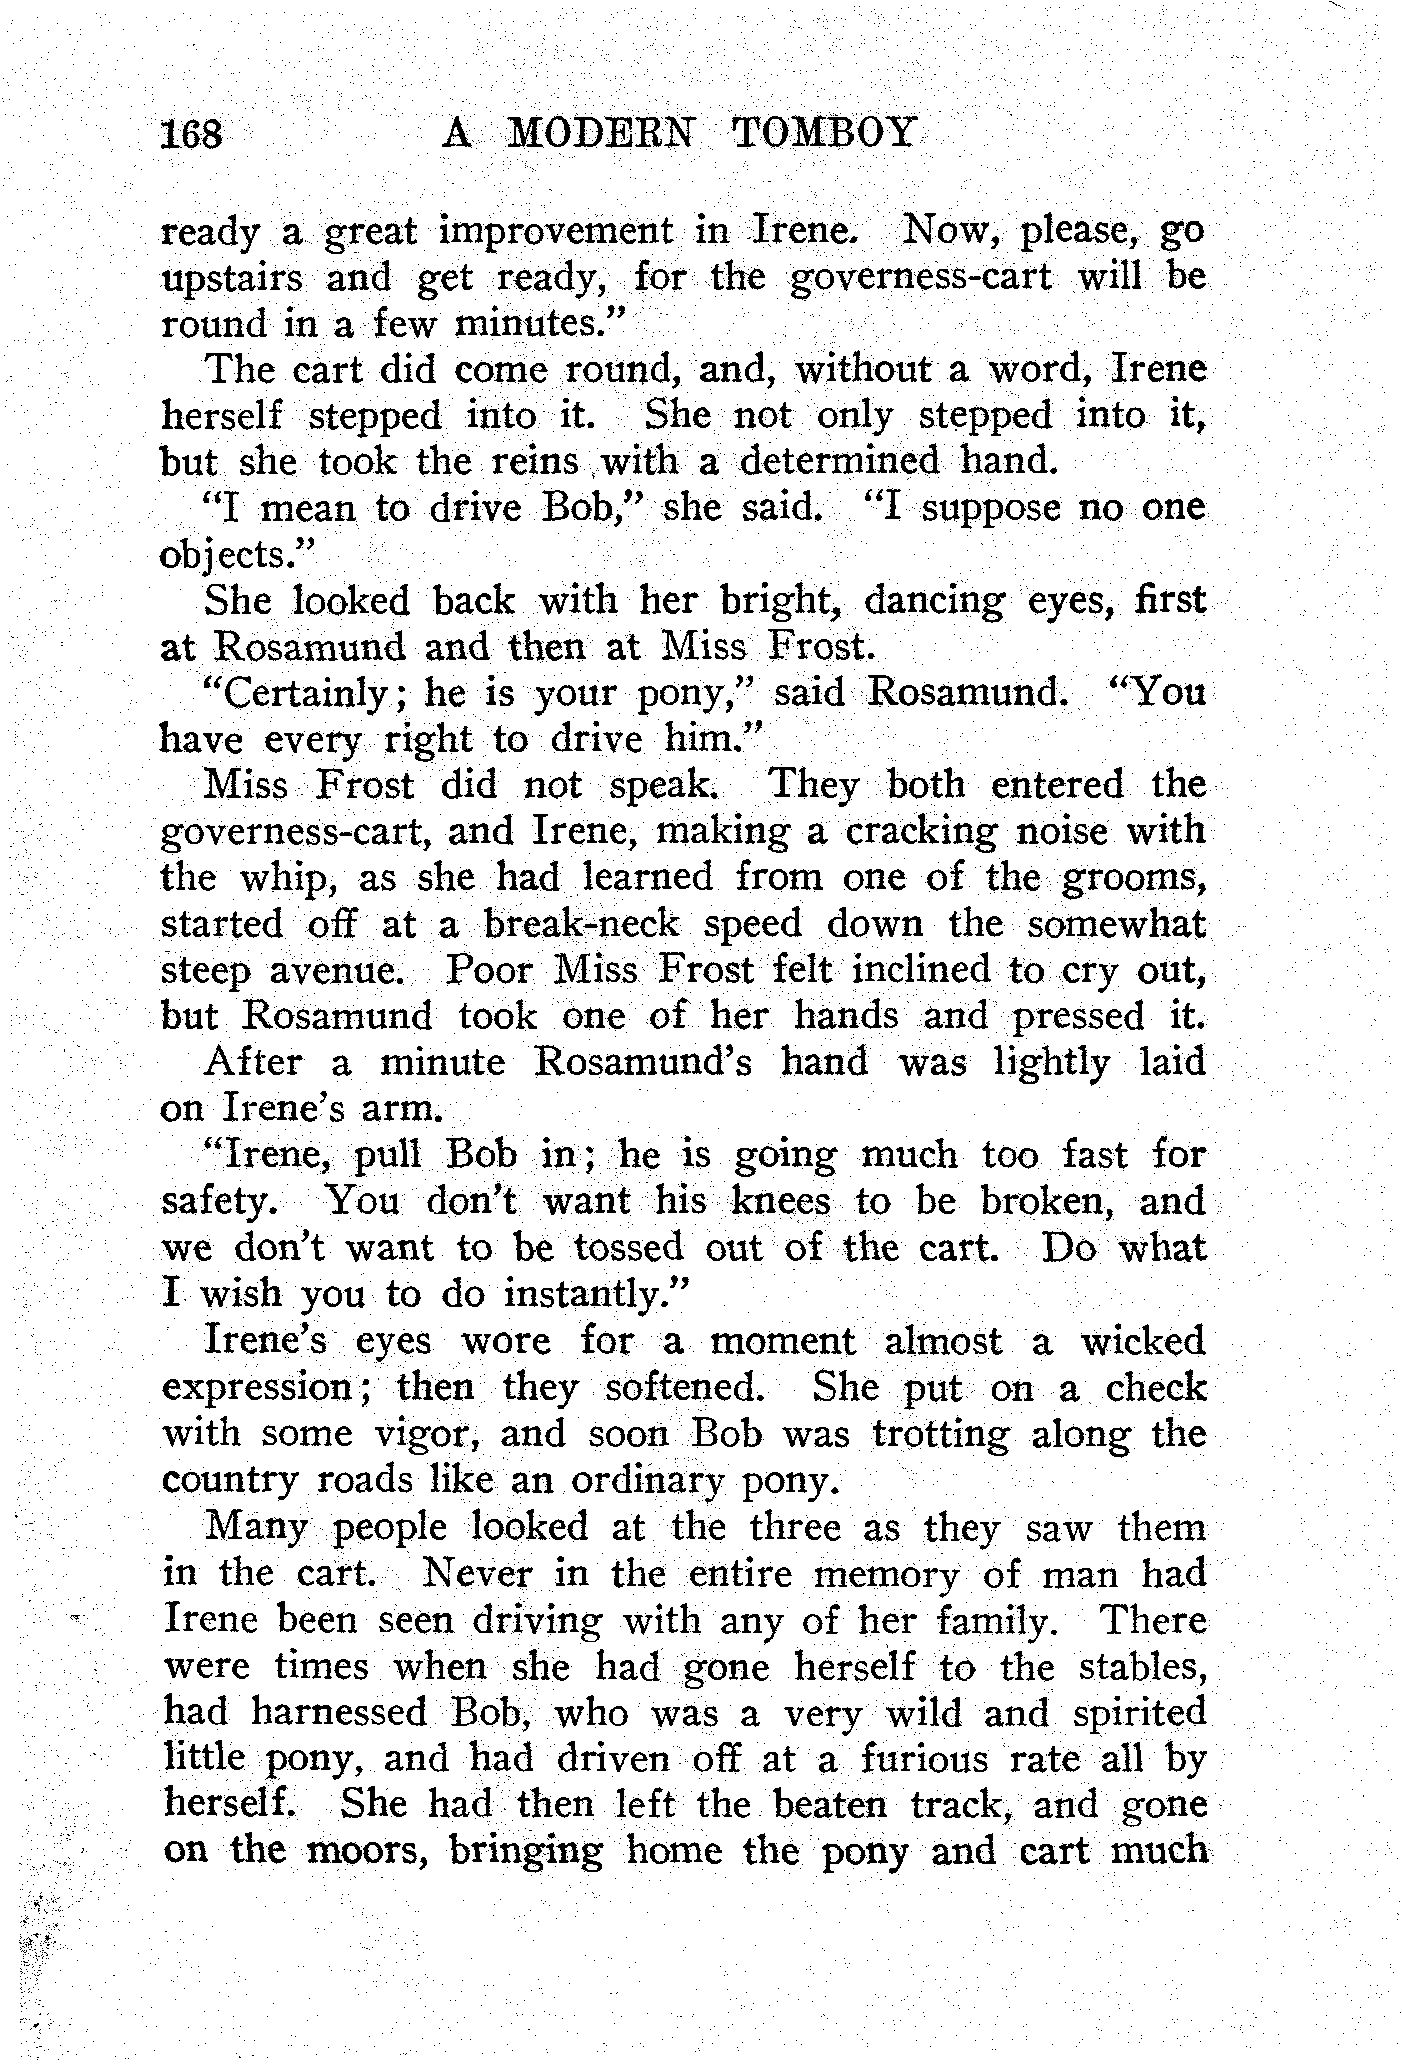 168 A MODERN TOMBOY
ready a great improvement in Irene. Now, please, go
upstairs and get ready, for the governess-cart will be
round in a few minutes."
The cart did come round, and, without a word, Irene
herself stepped into it. She not only stepped into it,
but she took the reins with a determined hand.
"I mean to drive Bob," she said. "I suppose no one
objects."
She looked back with her bright, dancing eyes, first
at Rosamund and then at Miss Frost.
"Certainly; he is your pony," said Rosamund. "You
have every right to drive him."
Miss Frost did not speak. They both entered the
governess-cart, and Irene, making a cracking noise with
the whip, as she had learned from one of the grooms,
started off at a break-neck speed down the somewhat
steep avenue. Poor Miss Frost felt inclined to cry out,
but Rosamund took one of her hands and pressed it.
After a minute Rosamund's hand was lightly laid
on Irene's arm.
"Irene, pull Bob in; he is going much too fast for
safety. You don't want his knees to be broken, and
we don't want to be tossed out of the cart. Do what
I wish you to do instantly."
Irene's eyes wore for a moment almost a wicked
expression; then they softened. She put on a check
with some vigor, and soon Bob was trotting along the
country roads like an ordinary pony.
Many people looked at the three as they saw them
in the cart. Never in the entire memory of man had
Irene been seen driving with any of her family. There
were times when she had gone herself to the stables,
had harnessed Bob, who was a very wild and spirited
little pony, and had driven off at a furious rate all by
herself. She had then left the beaten track, and gone
on the moors, bringing home the pony and cart much